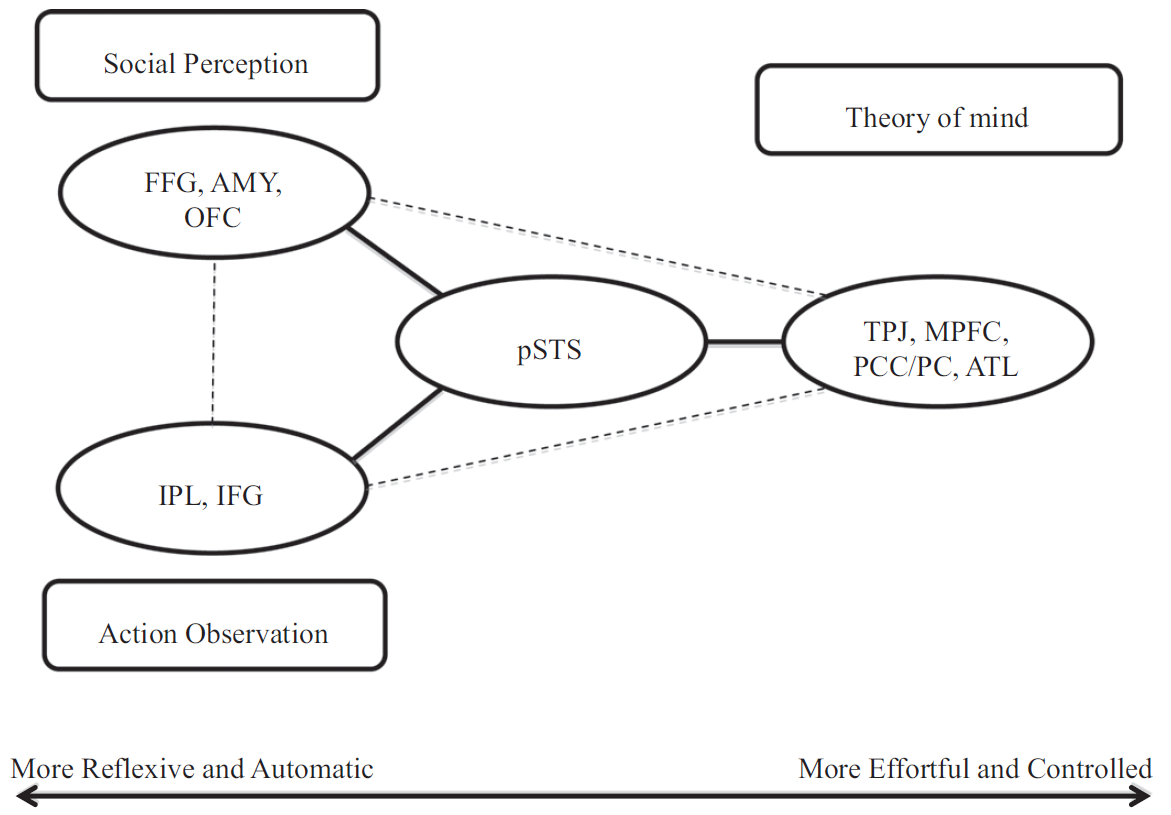 Social Perception
Theory of mind
FFG, AMY,
OFC
pSTS
TPJ, MPFC,
PCC/PC, ATL
IPL, IFG
Action Observation
More Reflexive and Automatic
More Effortful and Controlled